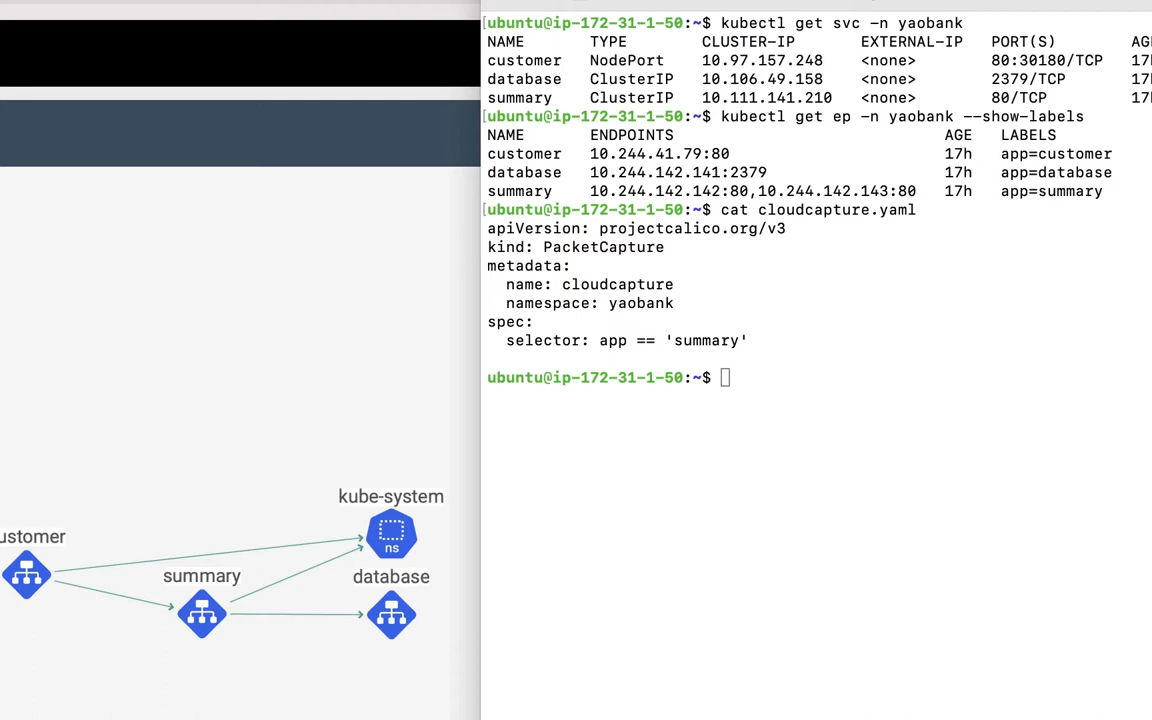 ubuntu@ip-172-31-1-50:~$ kubectl get svc -n yaobank
NAME TYPE CLUSTER-IP EXTERNAL-IP PORT(S) AG
customer NodePort 10.97.157.248 <none> 80:30180/TCP 17
database ClusterIP 10.106.49.158 <none> 2379/TCP 17
summary ClusterIP 10.111.141.210 <none> 80/TCP 17
ubuntu@ip-172-31-1-50:~$ kubectl get ep -n yaobank --show-labels
NAME ENDPOINTS AGE LABELS
customer 10.244.41.79:80 17h app=customer
database 10.244.142.141:2379 17h app=database
summary 10.244.142.142:80,10.244.142.143:80 17h app=summary
ubuntu@ip-172-31-1-50:~$ cat cloudcapture.yaml
apiVersion: projectcalico.org/v3
kind: PacketCapture
metadata:
  name: cloudcapture
  namespace: yaobank
spec:
  selector: app == 'summary'
ubuntu@ip-172-31-1-50:~$
kube-system
ns
ustomer
summary
database